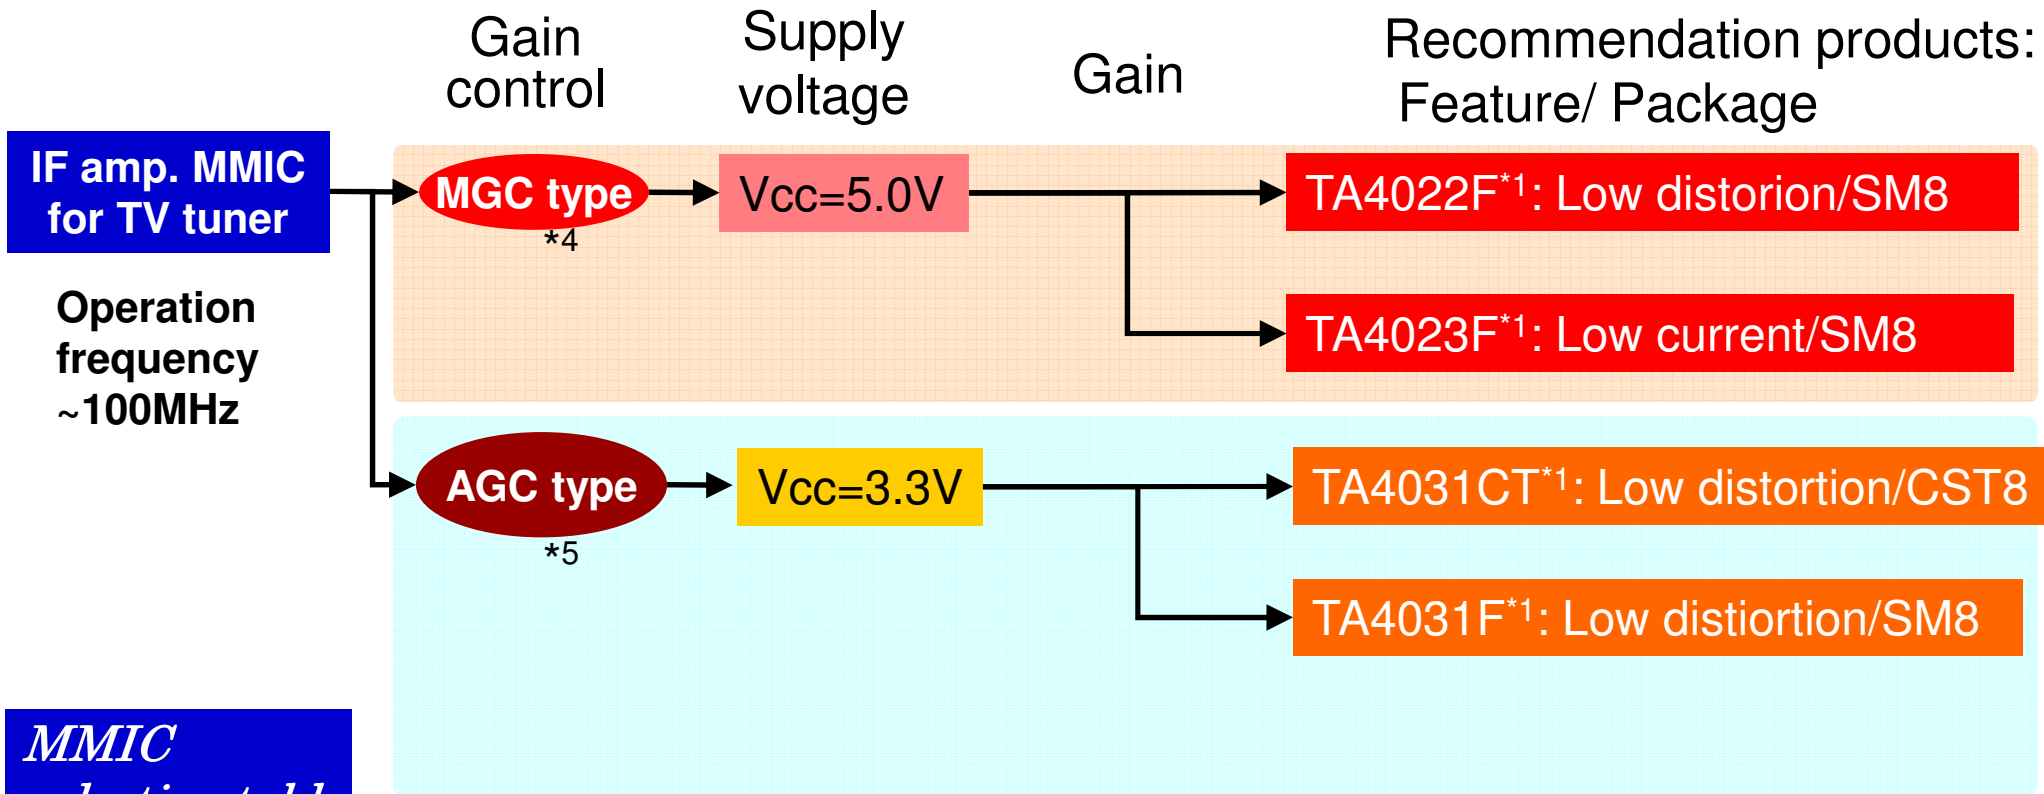 Gain
control
Supply
voltage
Gain
Recommendation products:
Feature/ Package
IF amp. MMIC
for TV tuner
MGC type
*4
Vcc=5.0V
TA4022F*1: Low distorion/SM8
TA4023F*1: Low current/SM8
Operation
frequency
~100MHz
AGC type
*5
Vcc=3.3V
TA4031CT*1: Low distortion/CST8
TA4031F*1: Low distiortion/SM8
MMIC